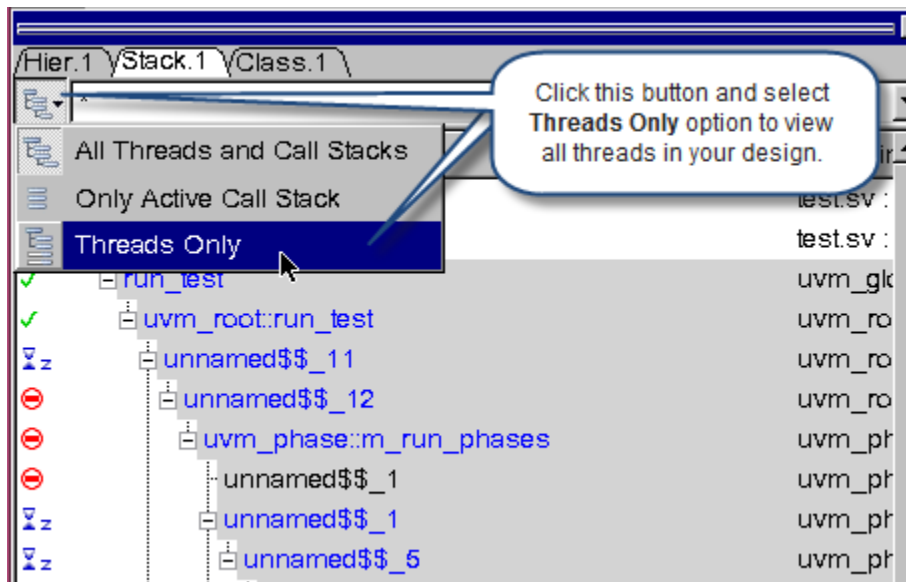 Hier.1 Stack.1 Class.1
*
Click this button and select
Threads Only option to view
all threads in your design.
All Threads and Call Stacks
Only Active Call Stack
test.sv :
Threads Only
test.sv :
run_test uvm_glo
uvm_root::run_test uvm_ro
unnamed$$_11 uvm_ro
unnamed$$_12 uvm_ro
uvm_phase::m_run_phases uvm_ph
unnamed$$_1 uvm_ph
unnamed$$_1 uvm_ph
unnamed$$_5 uvm_ph